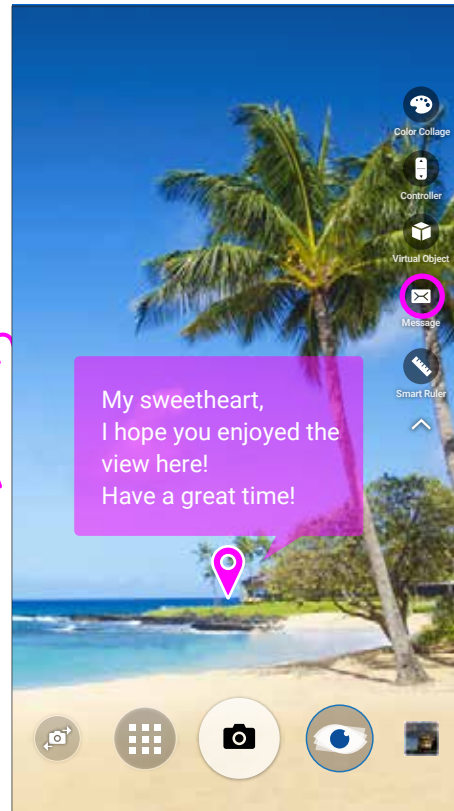 Color Collage
Controller
Virtual Object
Message
Smart Ruler
My sweetheart,
I hope you enjoyed the
view here!
Have a great time!